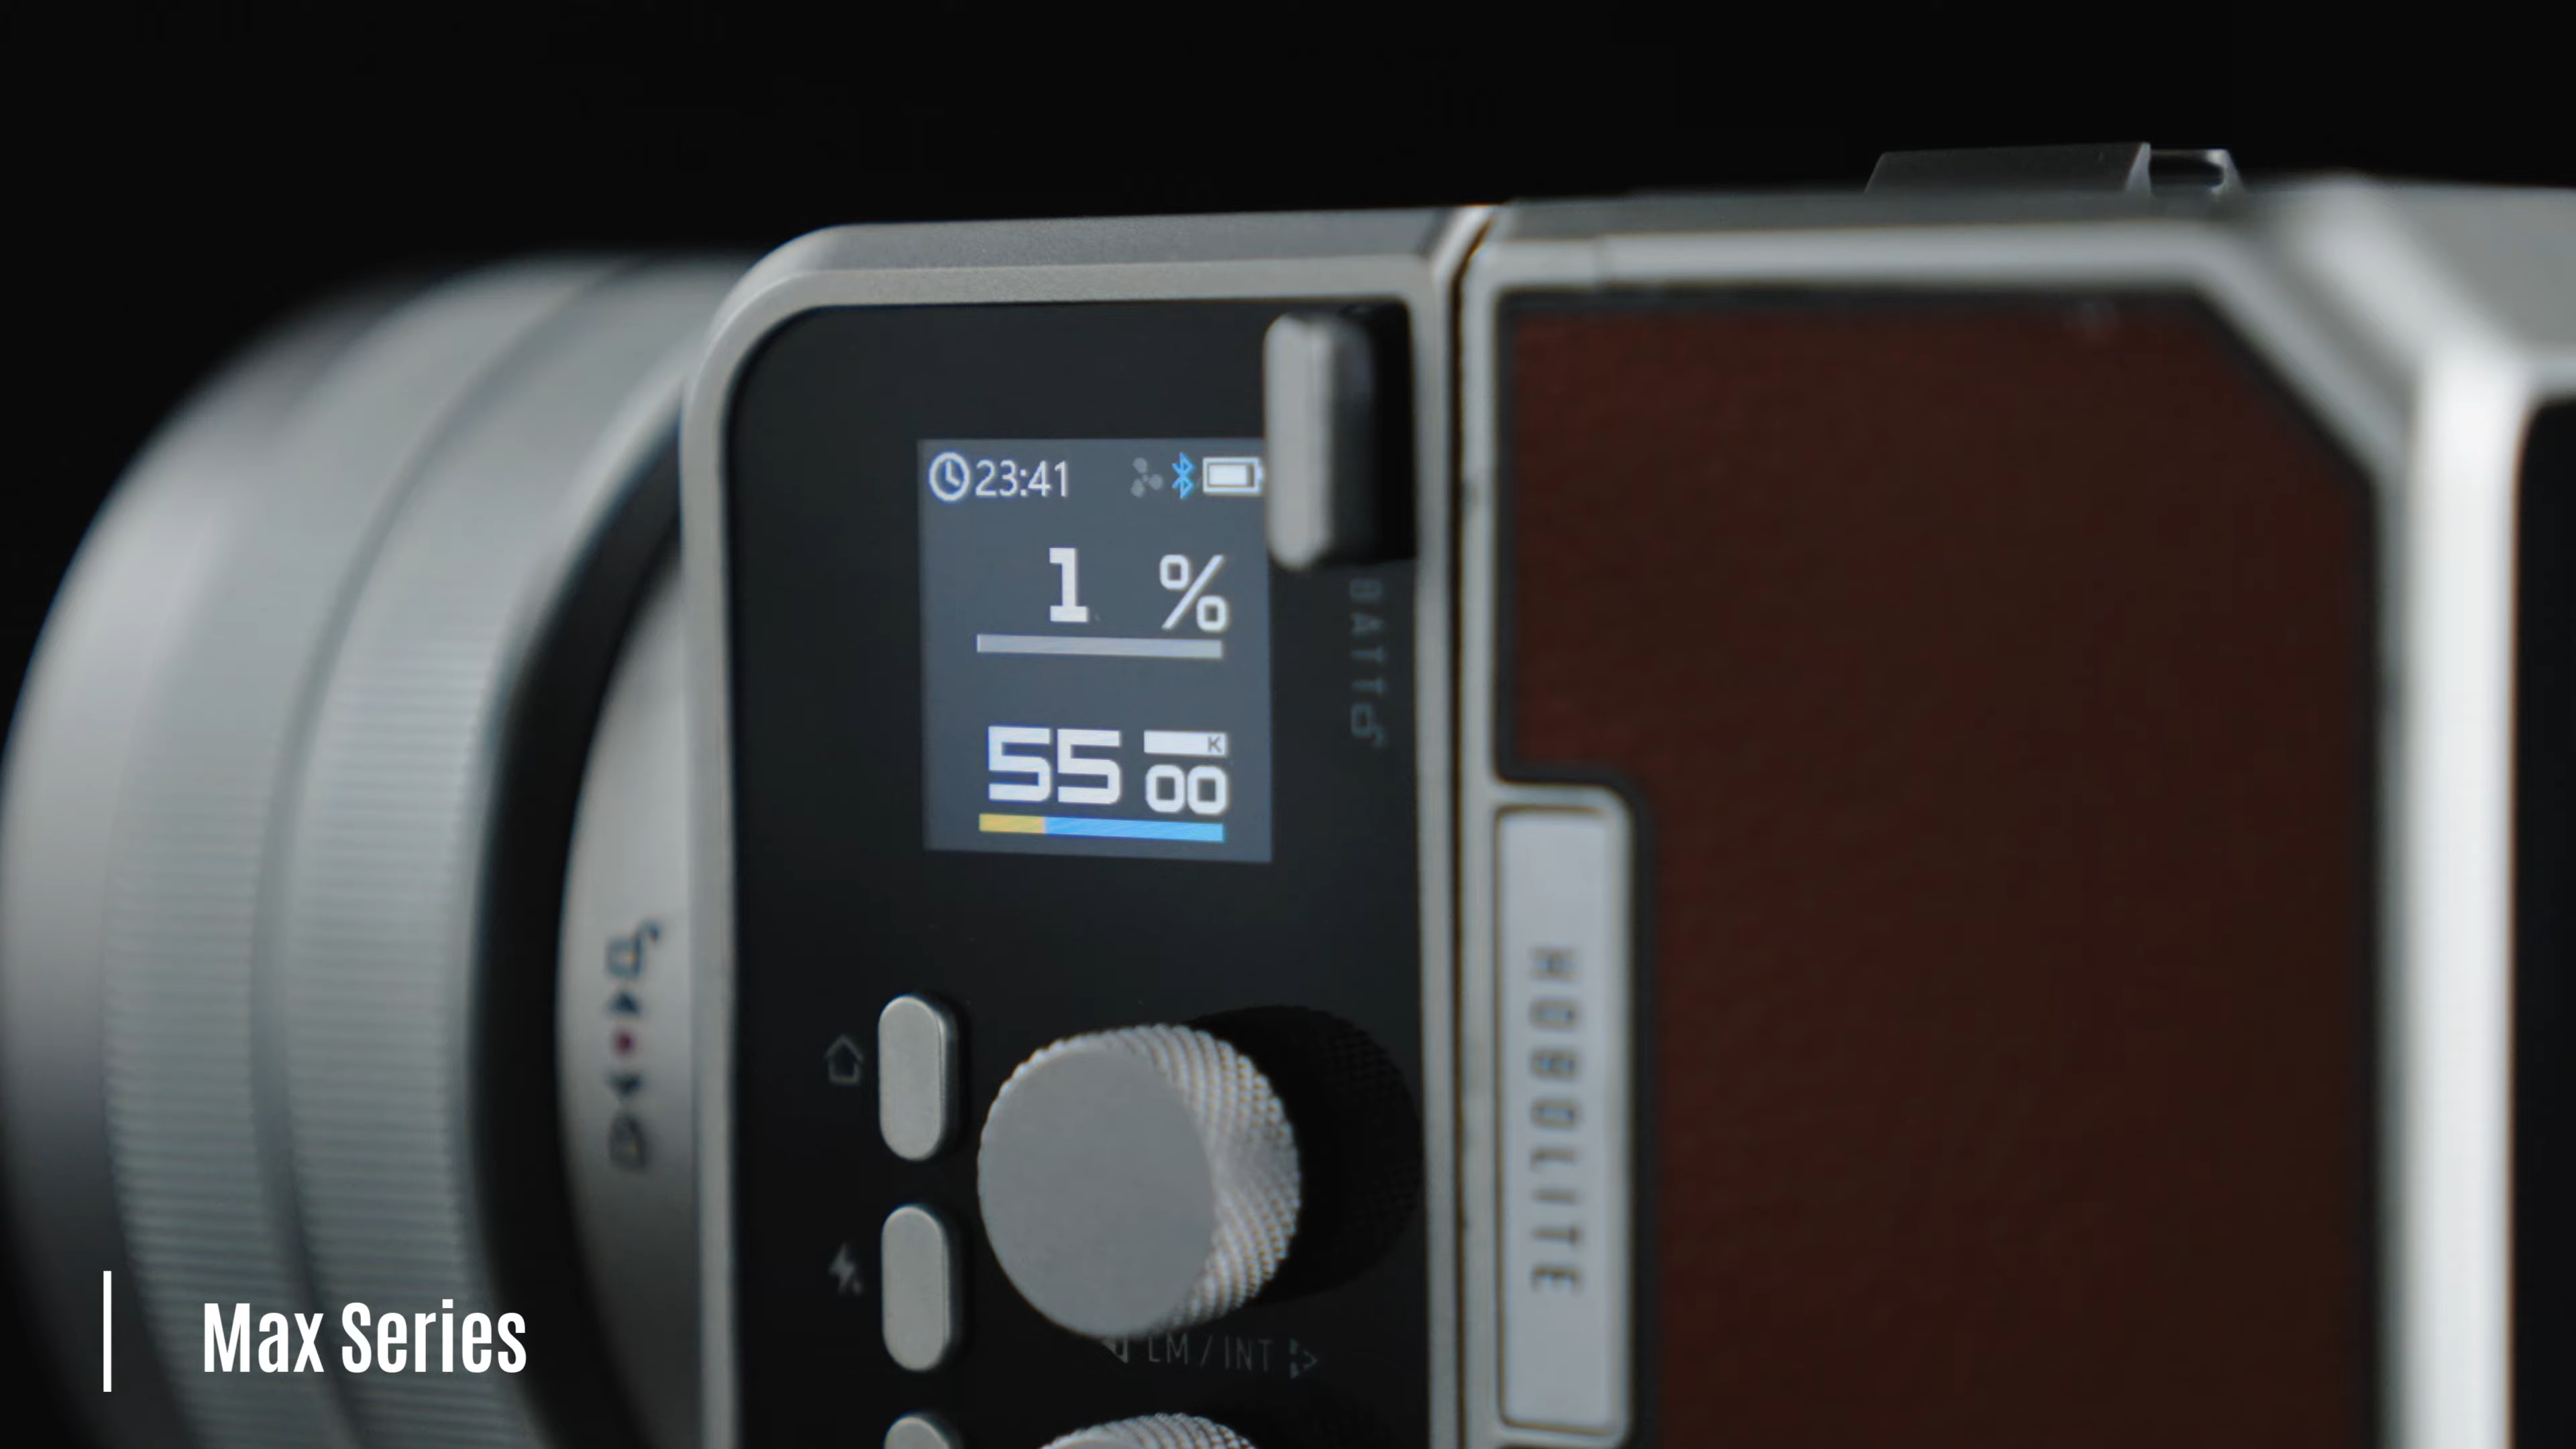 23:41
1 %
55 00 K
BATT
HOBOLITE
LM / INT
Max Series